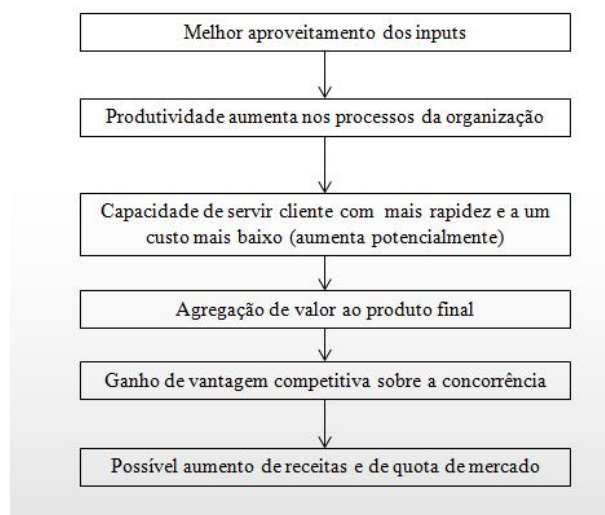 Melhor aproveitamento dos inputs
Produtividade aumenta nos processos da organização
Capacidade de servir cliente com mais rapidez e a um
custo mais baixo (aumenta potencialmente)
Agregação de valor ao produto final
Ganho de vantagem competitiva sobre a concorrência
Possível aumento de receitas e de quota de mercado